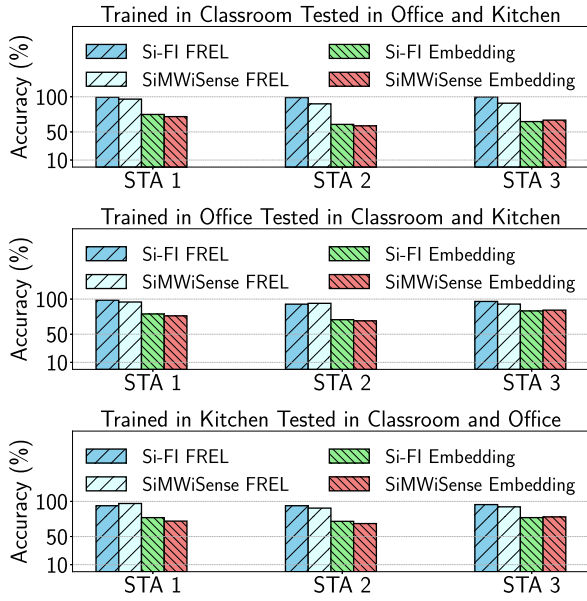 Trained in Classroom Tested in Office and Kitchen
Accuracy (%)
Si-FI FREL
Si-FI Embedding
SiMWiSense FREL
SiMWiSense Embedding
100
50
10
STA 1
STA 2
STA 3
Trained in Office Tested in Classroom and Kitchen
Accuracy (%)
Si-FI FREL
Si-FI Embedding
SiMWiSense FREL
SiMWiSense Embedding
100
50
10
STA 1
STA 2
STA 3
Trained in Kitchen Tested in Classroom and Office
Accuracy (%)
Si-FI FREL
Si-FI Embedding
SiMWiSense FREL
SiMWiSense Embedding
100
50
10
STA 1
STA 2
STA 3